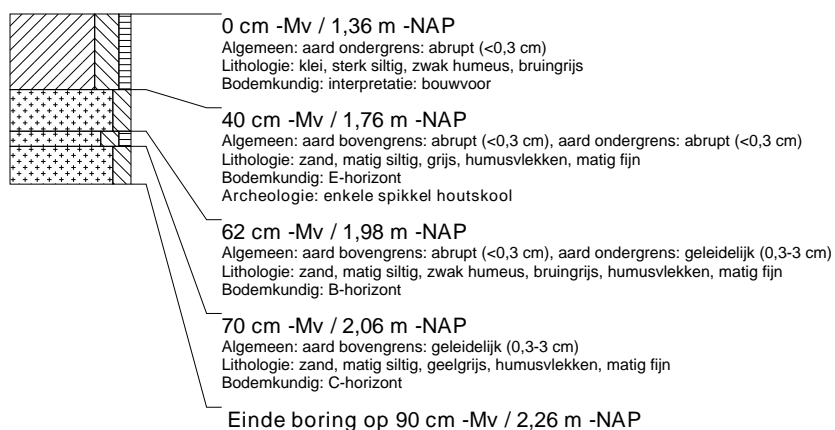 0 cm -Mv / 1,36 m -NAP
Algemeen: aard ondergrens: abrupt (<0,3 cm)
Lithologie: klei, sterk siltig, zwak humeus, bruingrijs
Bodemkundig: interpretatie: bouwvoor
40 cm -Mv / 1,76 m -NAP
Algemeen: aard bovengrens: abrupt (<0,3 cm), aard ondergrens: abrupt (<0,3 cm)
Lithologie: zand, matig siltig, grijs, humusvlekken, matig fijn
Bodemkundig: E-horizont
Archeologie: enkele spikkel houtskool
62 cm -Mv / 1,98 m -NAP
Algemeen: aard bovengrens: abrupt (<0,3 cm), aard ondergrens: geleidelijk (0,3-3 cm)
Lithologie: zand, matig siltig, zwak humeus, bruingrijs, humusvlekken, matig fijn
Bodemkundig: B-horizont
70 cm -Mv / 2,06 m -NAP
Algemeen: aard bovengrens: geleidelijk (0,3-3 cm)
Lithologie: zand, matig siltig, geelgrijs, humusvlekken, matig fijn
Bodemkundig: C-horizont
Einde boring op 90 cm -Mv / 2,26 m -NAP